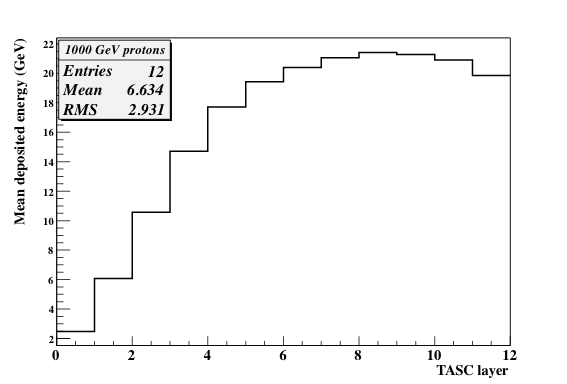 1000 GeV protons
Entries 12
Mean 6.634
RMS 2.931
Mean deposited energy (GeV)
22
20
18
16
14
12
10
8
6
4
2
0 2 4 6 8 10 12
TASC layer